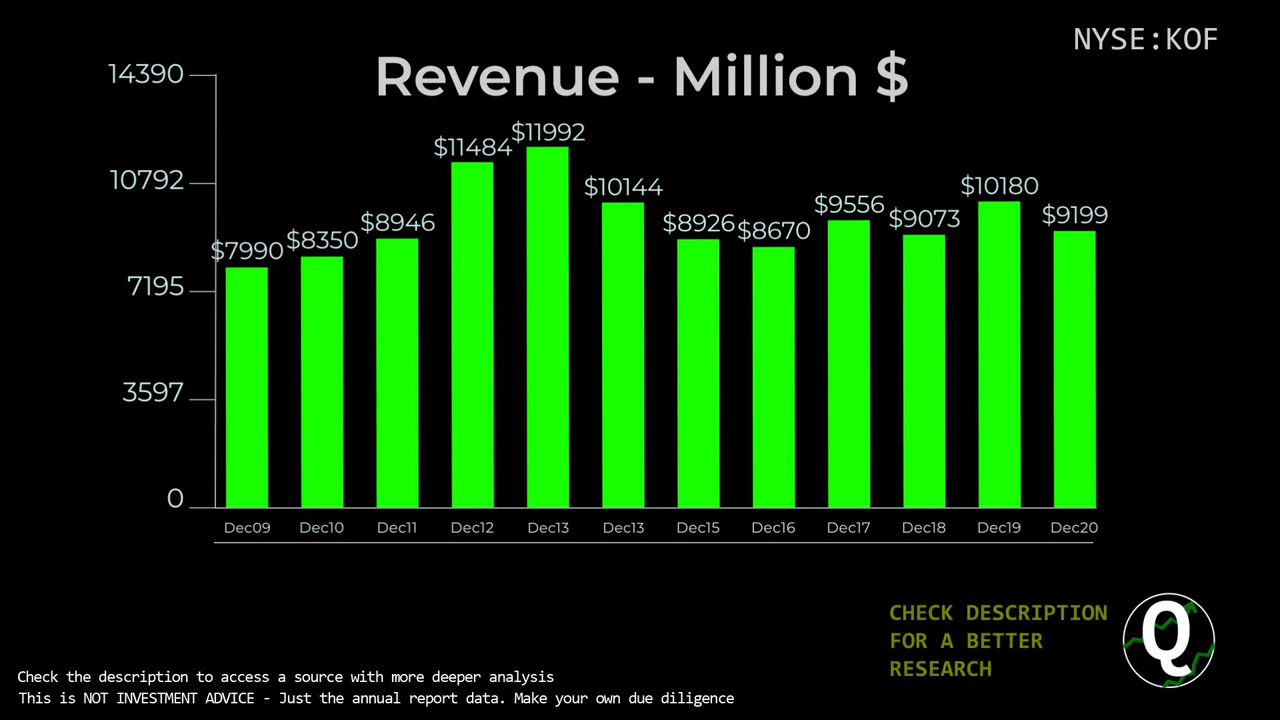 NYSE:KOF
Revenue - Million $
14390
10792
7195
3597
0
$7990 $8350 $8946 $11484 $11992 $10144 $8926 $8670 $9556 $9073 $10180 $9199
Dec09 Dec10 Dec11 Dec12 Dec13 Dec13 Dec15 Dec16 Dec17 Dec18 Dec19 Dec20
CHECK DESCRIPTION
FOR A BETTER
RESEARCH
Q
Check the description to access a source with more deeper analysis
This is NOT INVESTMENT ADVICE - Just the annual report data. Make your own due diligence